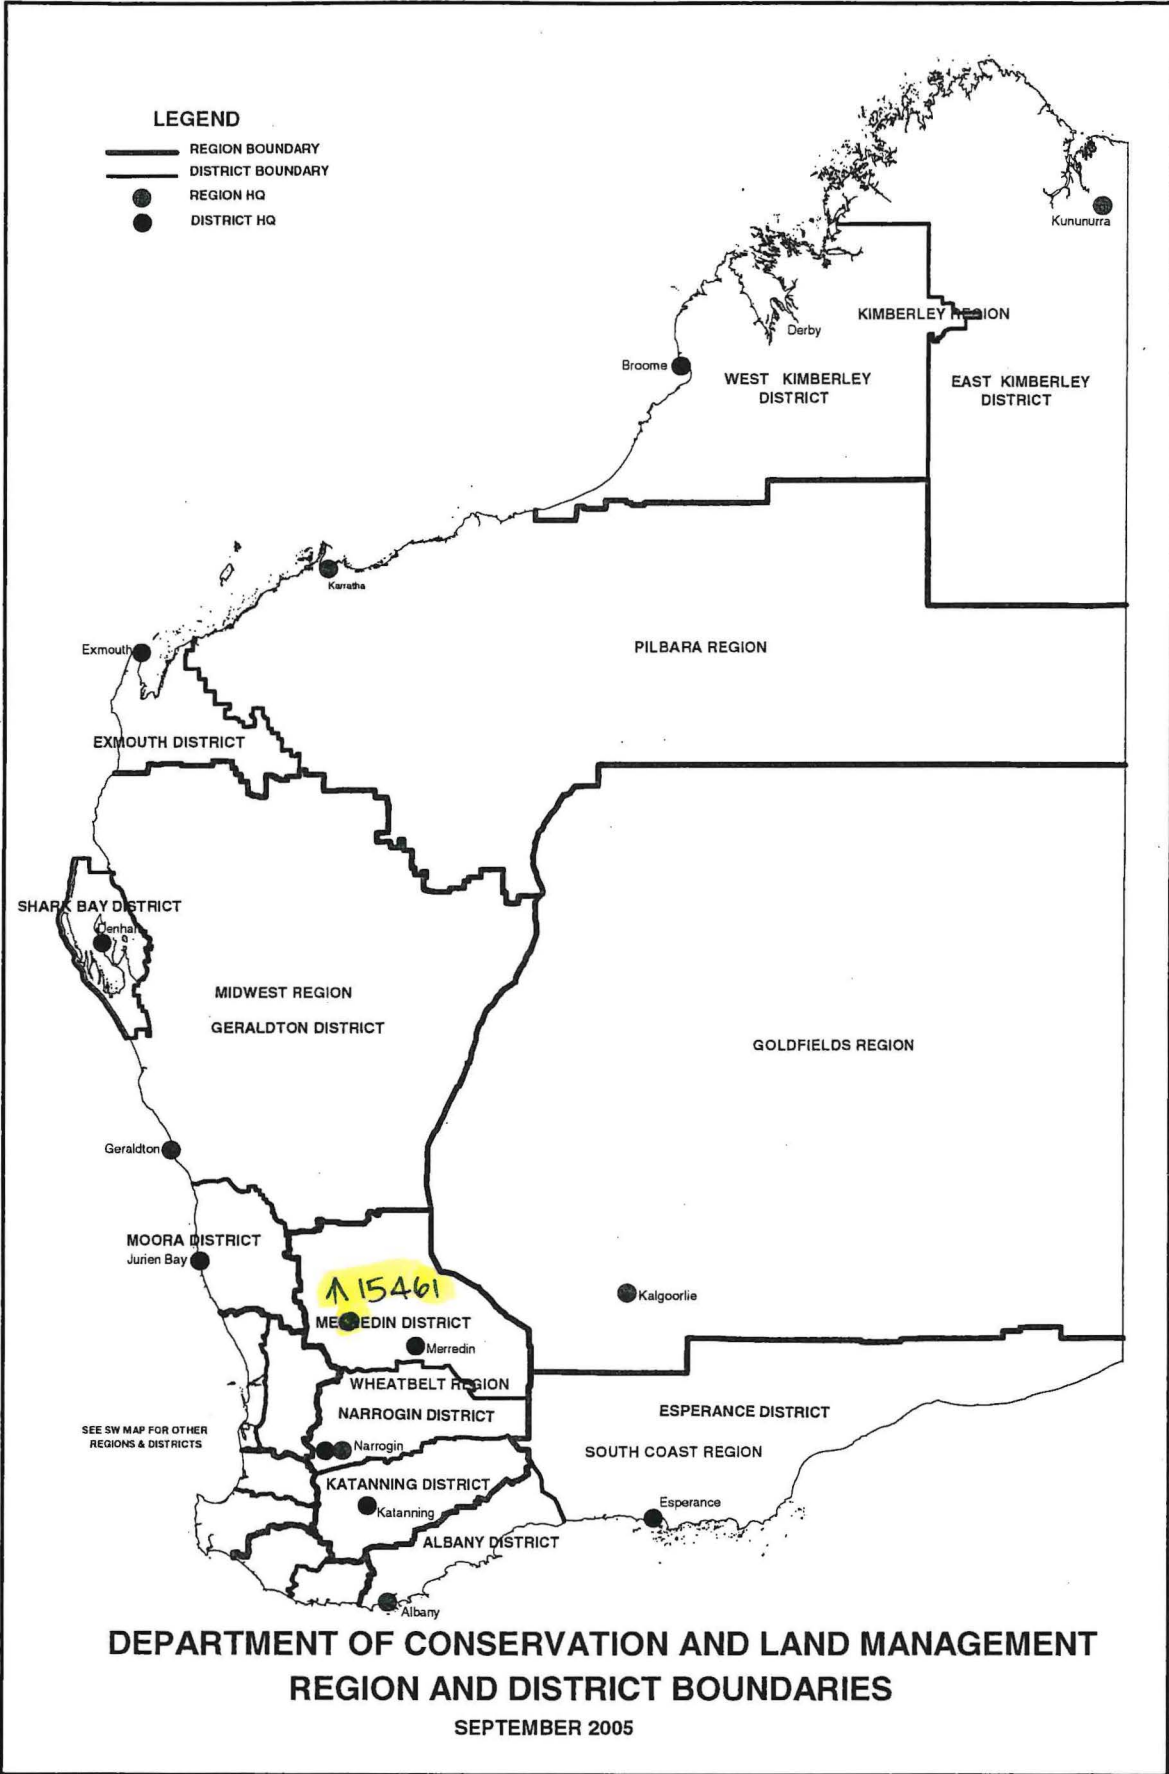 LEGEND
REGION BOUNDARY
DISTRICT BOUNDARY
REGION HQ
DISTRICT HQ
Kununurra
KIMBERLEY REGION
Derby
Broome
WEST KIMBERLEY
DISTRICT
EAST KIMBERLEY
DISTRICT
Karratha
Exmouth
PILBARA REGION
EXMOUTH DISTRICT
SHARK BAY DISTRICT
Denham
MIDWEST REGION
GERALDTON DISTRICT
GOLDFIELDS REGION
Geraldton
MOORA DISTRICT
Jurien Bay
↑ 15461
Kalgoorlie
MERREDIN DISTRICT
Merredin
WHEATBELT REGION
NARROGIN DISTRICT
ESPERANCE DISTRICT
SEE SW MAP FOR OTHER
REGIONS & DISTRICTS
Narrogin
SOUTH COAST REGION
KATANNING DISTRICT
Katanning
Esperance
ALBANY DISTRICT
Albany
DEPARTMENT OF CONSERVATION AND LAND MANAGEMENT
REGION AND DISTRICT BOUNDARIES
SEPTEMBER 2005